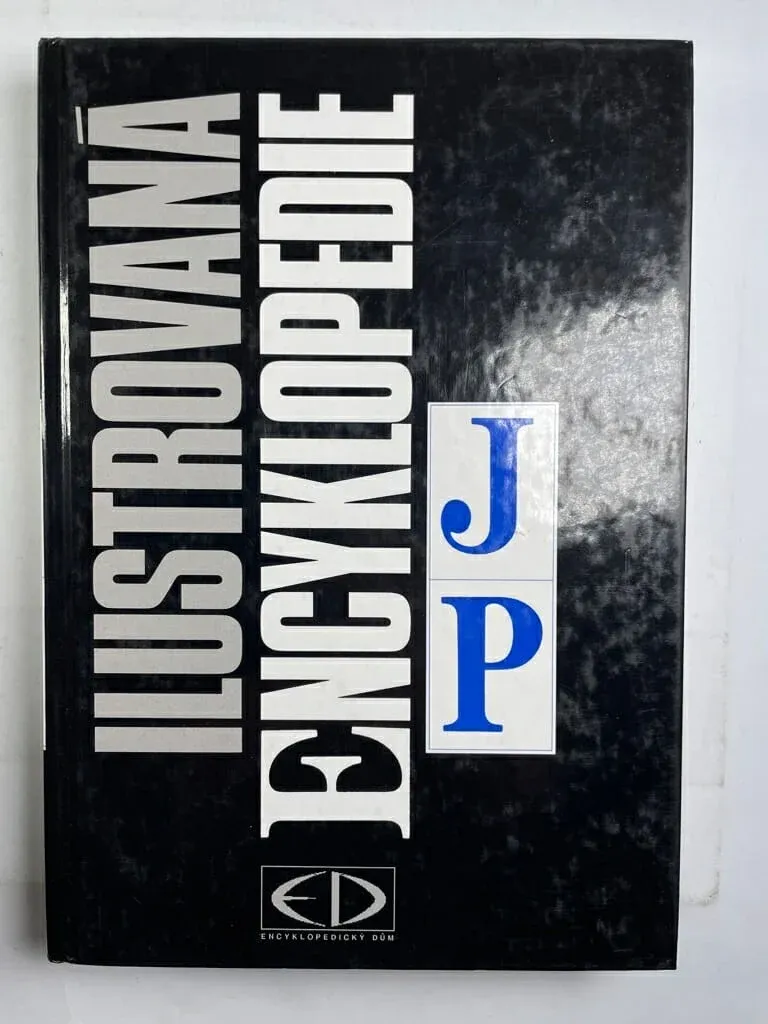 ILUSTROVANÁ
ENCYKLOPEDIE
J
P
ED
ENCYKLOPEDICKÝ DŮM